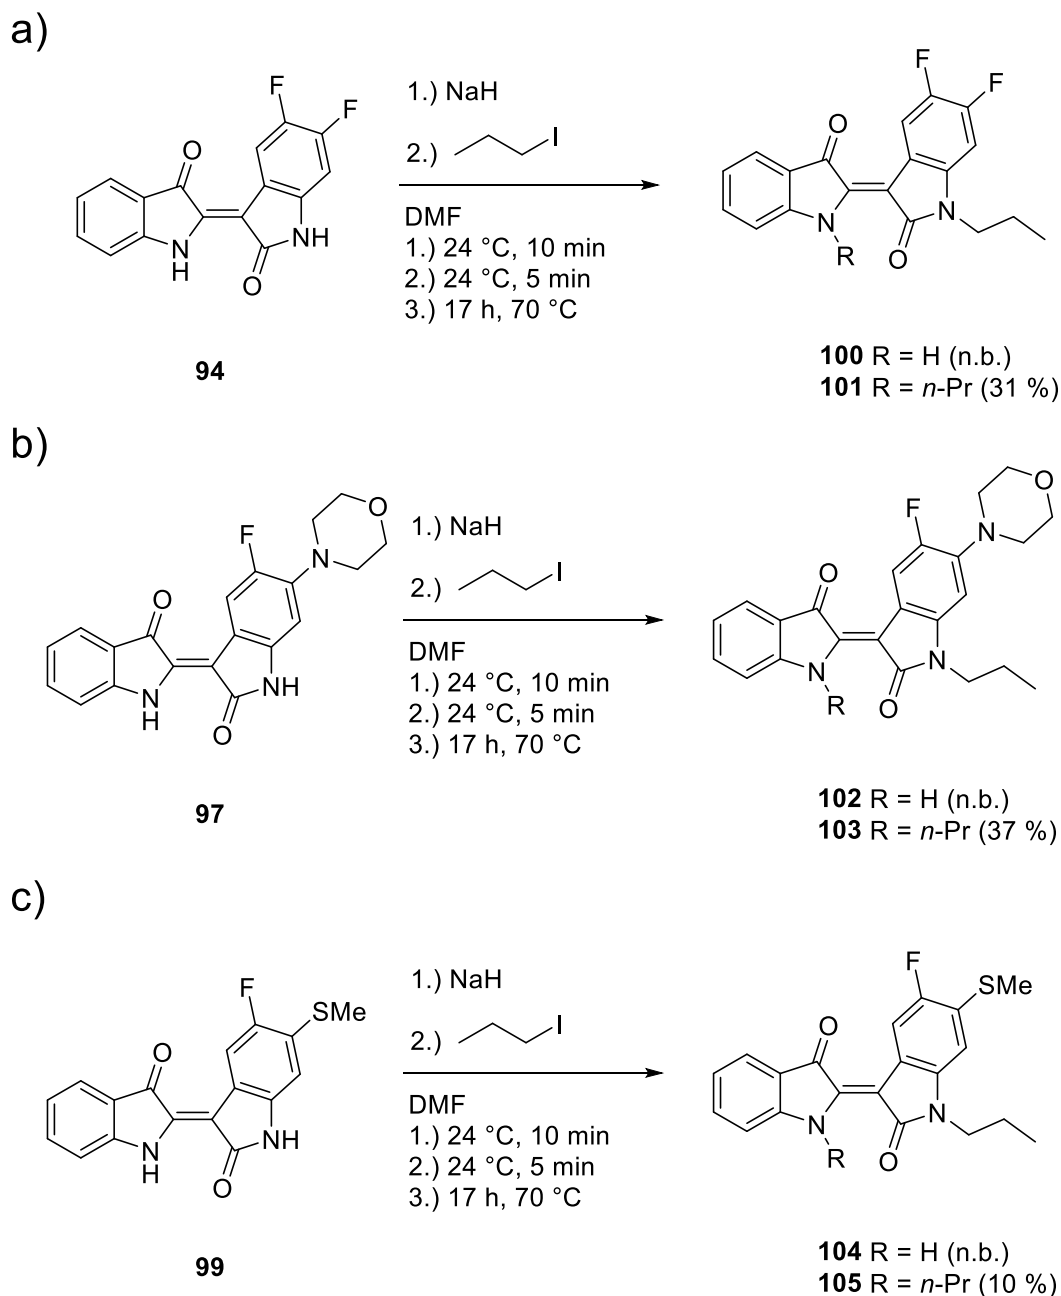 a)
F
F
O
NH
N
H
O
94
1.) NaH
2.)
I
DMF
1.) 24 °C, 10 min
2.) 24 °C, 5 min
3.) 17 h, 70 °C
F
F
O
N
N
R
O
100 R = H (n.b.)
101 R = n-Pr (31 %)
b)
O
N
F
O
NH
N
H
O
97
1.) NaH
2.)
I
DMF
1.) 24 °C, 10 min
2.) 24 °C, 5 min
3.) 17 h, 70 °C
O
N
F
O
N
N
R
O
102 R = H (n.b.)
103 R = n-Pr (37 %)
c)
F
SMe
O
NH
N
H
O
99
1.) NaH
2.)
I
DMF
1.) 24 °C, 10 min
2.) 24 °C, 5 min
3.) 17 h, 70 °C
F
SMe
O
N
N
R
O
104 R = H (n.b.)
105 R = n-Pr (10 %)